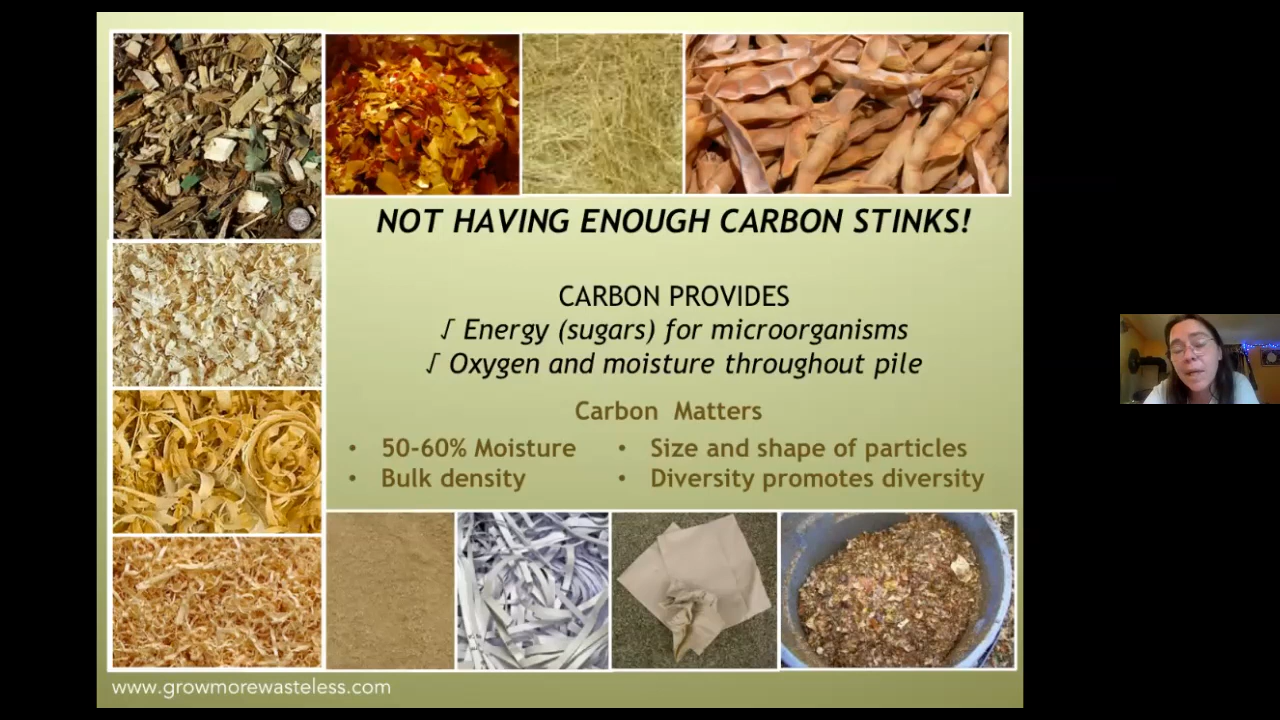 NOT HAVING ENOUGH CARBON STINKS!
CARBON PROVIDES
√ Energy (sugars) for microorganisms
√ Oxygen and moisture throughout pile
Carbon Matters
• 50-60% Moisture
• Bulk density
• Size and shape of particles
• Diversity promotes diversity
www.growmorewasteless.com